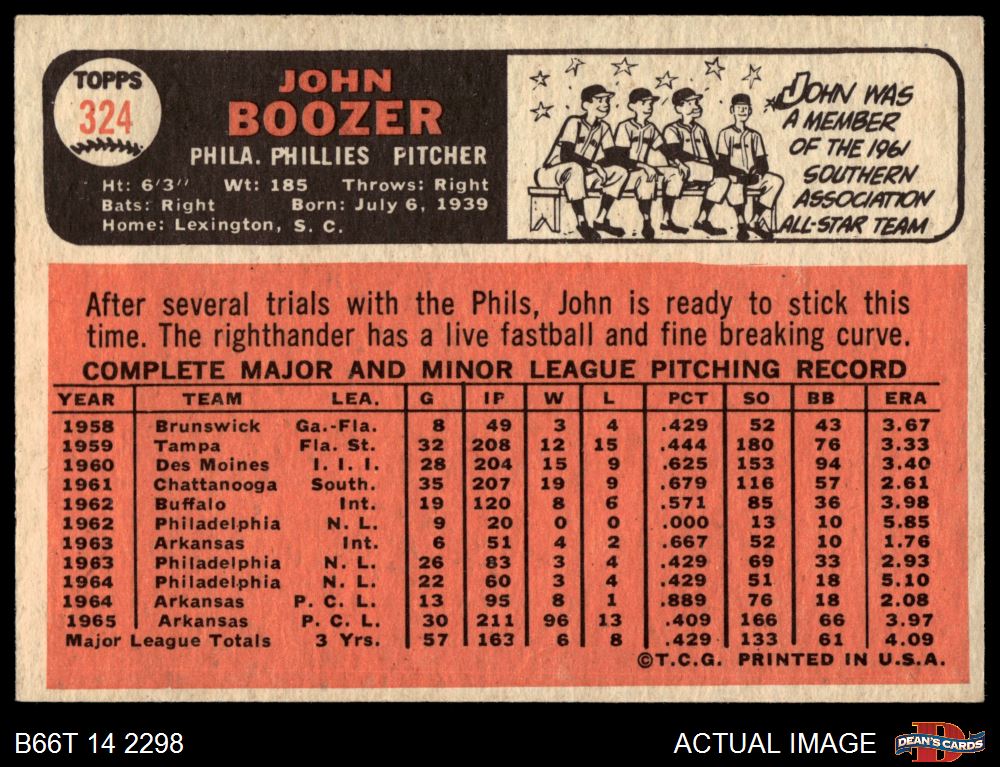 TOPPS
324
JOHN
BOOZER
PHILA. PHILLIES PITCHER
Ht: 6'3" Wt: 185 Throws: Right
Bats: Right Born: July 6, 1939
Home: Lexington, S. C.
JOHN WAS
A MEMBER
OF THE 1961
SOUTHERN
ASSOCIATION
ALL-STAR TEAM
After several trials with the Phils, John is ready to stick this
time. The righthander has a live fastball and fine breaking curve.
COMPLETE MAJOR AND MINOR LEAGUE PITCHING RECORD
YEAR TEAM LEA. G IP W L PCT SO BB ERA
1958 Brunswick Ga.-Fla. 8 49 3 4 .429 52 43 3.67
1959 Tampa Fla. St. 32 208 12 15 .444 180 76 3.33
1960 Des Moines I. I. I. 28 204 15 9 .625 153 94 3.40
1961 Chattanooga South. 35 207 19 9 .679 116 57 2.61
1962 Buffalo Int. 19 120 8 6 .571 85 36 3.98
1962 Philadelphia N. L. 9 20 0 0 .000 13 10 5.85
1963 Arkansas Int. 6 51 4 2 .667 52 10 1.76
1963 Philadelphia N. L. 26 83 3 4 .429 69 33 2.93
1964 Philadelphia N. L. 22 60 3 4 .429 51 18 5.10
1964 Arkansas P. C. L. 13 95 8 1 .889 76 18 2.08
1965 Arkansas P. C. L. 30 211 96 13 .409 166 66 3.97
Major League Totals 3 Yrs. 57 163 6 8 .429 133 61 4.09
©T.C.G. PRINTED IN U.S.A.
B66T 14 2298
ACTUAL IMAGE
D
DEAN'S CARDS